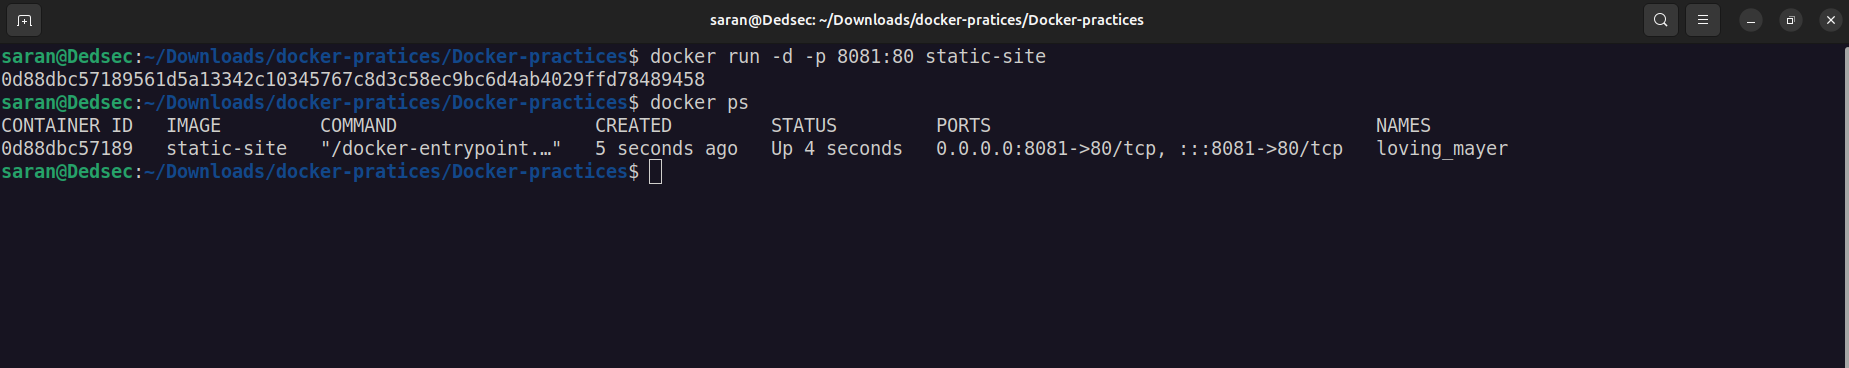 saran@Dedsec: ~/Downloads/docker-pratices/Docker-practices
saran@Dedsec:~/Downloads/docker-pratices/Docker-practices$ docker run -d -p 8081:80 static-site
0d88dbc57189561d5a13342c10345767c8d3c58ec9bc6d4ab4029ffd78489458
saran@Dedsec:~/Downloads/docker-pratices/Docker-practices$ docker ps
CONTAINER ID   IMAGE         COMMAND                  CREATED         STATUS         PORTS                                   NAMES
0d88dbc57189   static-site   "/docker-entrypoint.…"   5 seconds ago   Up 4 seconds   0.0.0.0:8081->80/tcp, :::8081->80/tcp   loving_mayer
saran@Dedsec:~/Downloads/docker-pratices/Docker-practices$